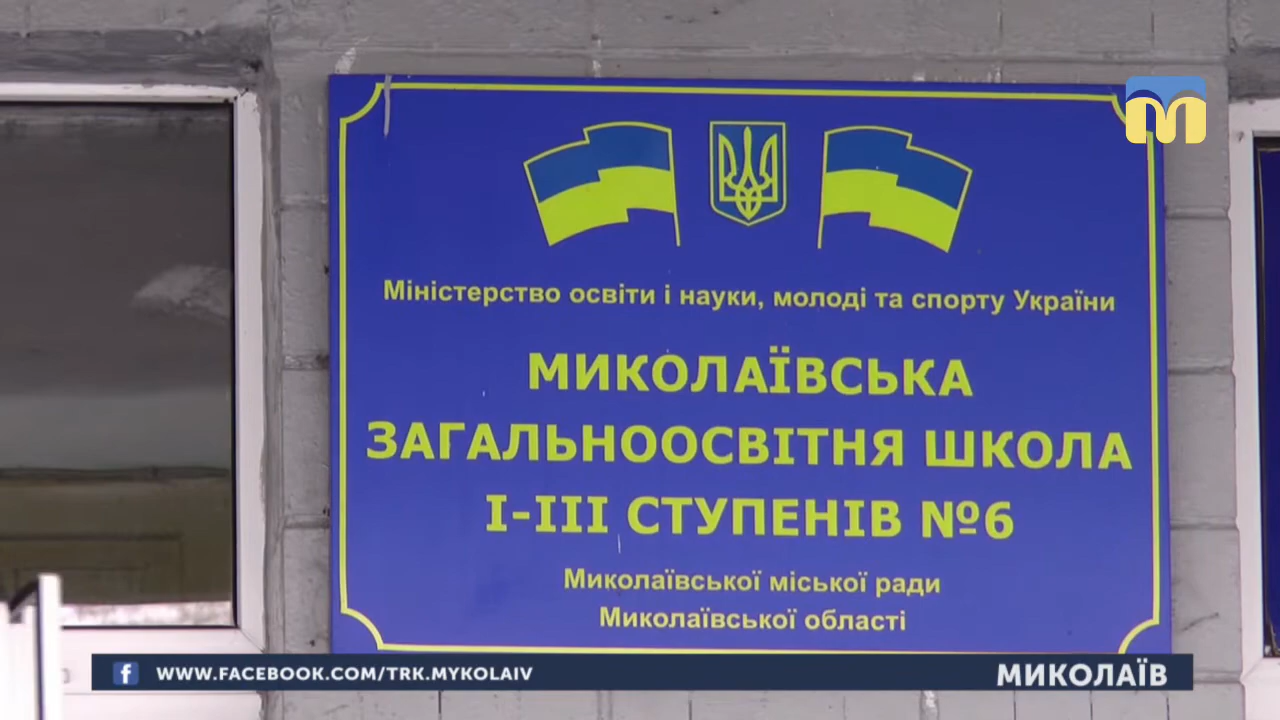 Міністерство освіти і науки, молоді та спорту України
МИКОЛАЇВСЬКА
ЗАГАЛЬНООСВІТНЯ ШКОЛА
І-ІІІ СТУПЕНІВ №6
Миколаївської міської ради
Миколаївської області
WWW.FACEBOOK.COM/TRK.MYKOLAIV
МИКОЛАЇВ